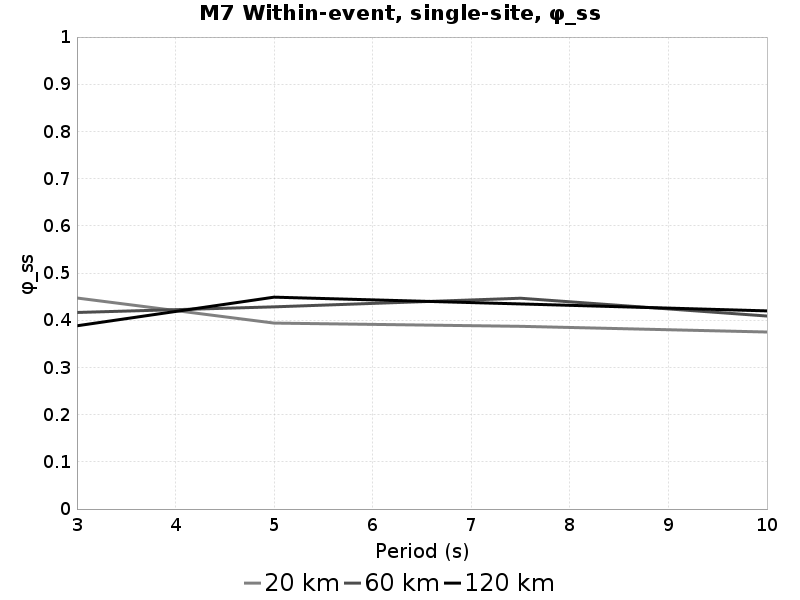 M7 Within-event, single-site, φ_ss
1
0.9
0.8
0.7
0.6
0.5
0.4
0.3
0.2
0.1
0
φ_ss
3 4 5 6 7 8 9 10
Period (s)
20 km 60 km 120 km